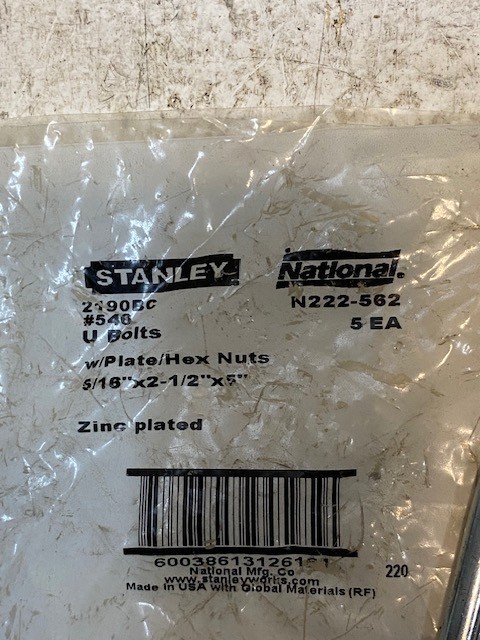 STANLEY® National®
2190BC N222-562
#546 5 EA
U Bolts
w/Plate/Hex Nuts
5/16"x2-1/2"x5"
Zinc plated
National Mfg. Co
www.stanleyworks.com
Made in USA with Global Materials (RF)
220